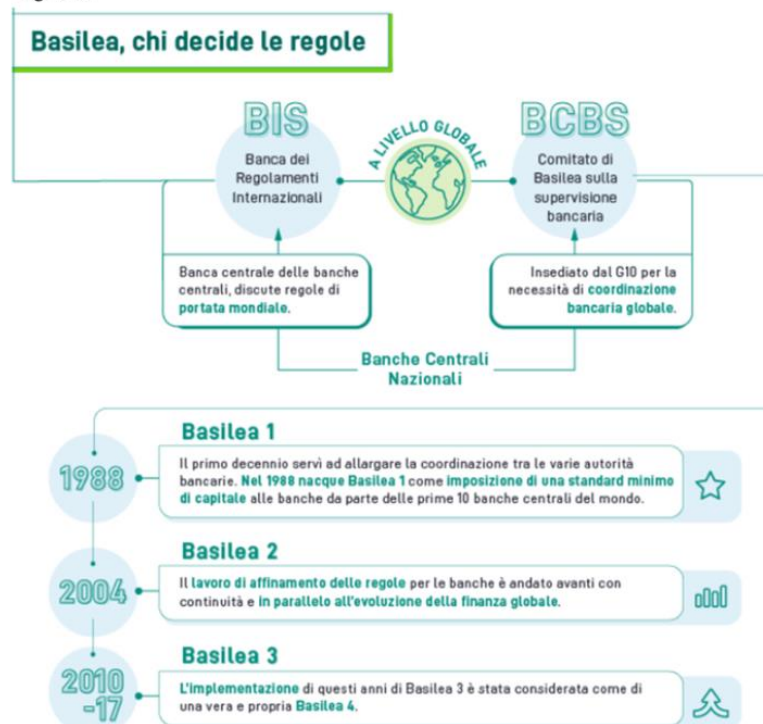 Basilea, chi decide le regole
BIS
Banca dei
Regolamenti
Internazionali
A LIVELLO GLOBALE
BCBS
Comitato di
Basilea sulla
supervisione
bancaria
Banca centrale delle banche
centrali, discute regole di
portata mondiale.
Insediato dal G10 per la
necessità di coordinazione
bancaria globale.
Banche Centrali
Nazionali
Basilea 1
1988
Il primo decennio servì ad allargare la coordinazione tra le varie autorità
bancarie. Nel 1988 nacque Basilea 1 come imposizione di una standard minimo
di capitale alle banche da parte delle prime 10 banche centrali del mondo.
Basilea 2
2004
Il lavoro di affinamento delle regole per le banche è andato avanti con
continuità e in parallelo all'evoluzione della finanza globale.
Basilea 3
2010
-17
L'implementazione di questi anni di Basilea 3 è stata considerata come di
una vera e propria Basilea 4.